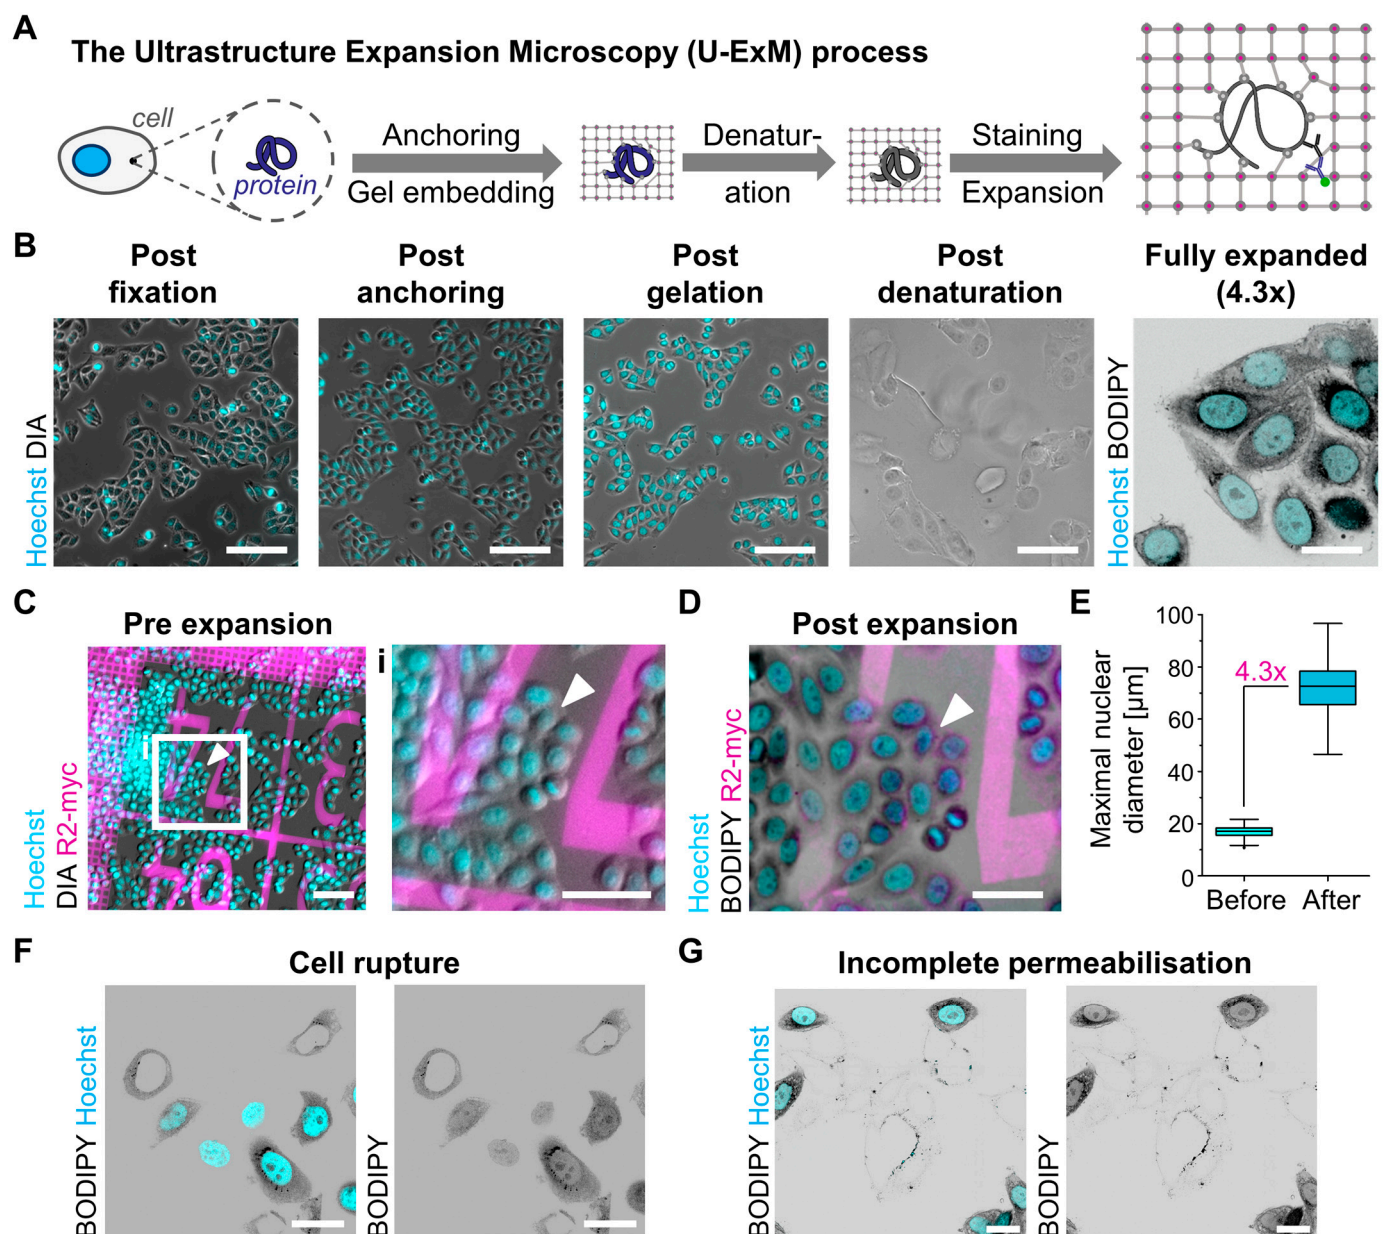 A
The Ultrastructure Expansion Microscopy (U-ExM) process
cell
protein
Anchoring
Gel embedding
Denatur-
ation
Staining
Expansion
B
Post
fixation
Post
anchoring
Post
gelation
Post
denaturation
Fully expanded
(4.3x)
Hoechst DIA
Hoechst BODIPY
C
Pre expansion
Hoechst
DIA R2-myc
i
i
D
Post expansion
Hoechst
BODIPY R2-myc
E
Maximal nuclear
diameter [µm]
100
80
60
40
20
0
4.3x
Before
After
F
Cell rupture
BODIPY Hoechst
BODIPY
G
Incomplete permeabilisation
BODIPY Hoechst
BODIPY